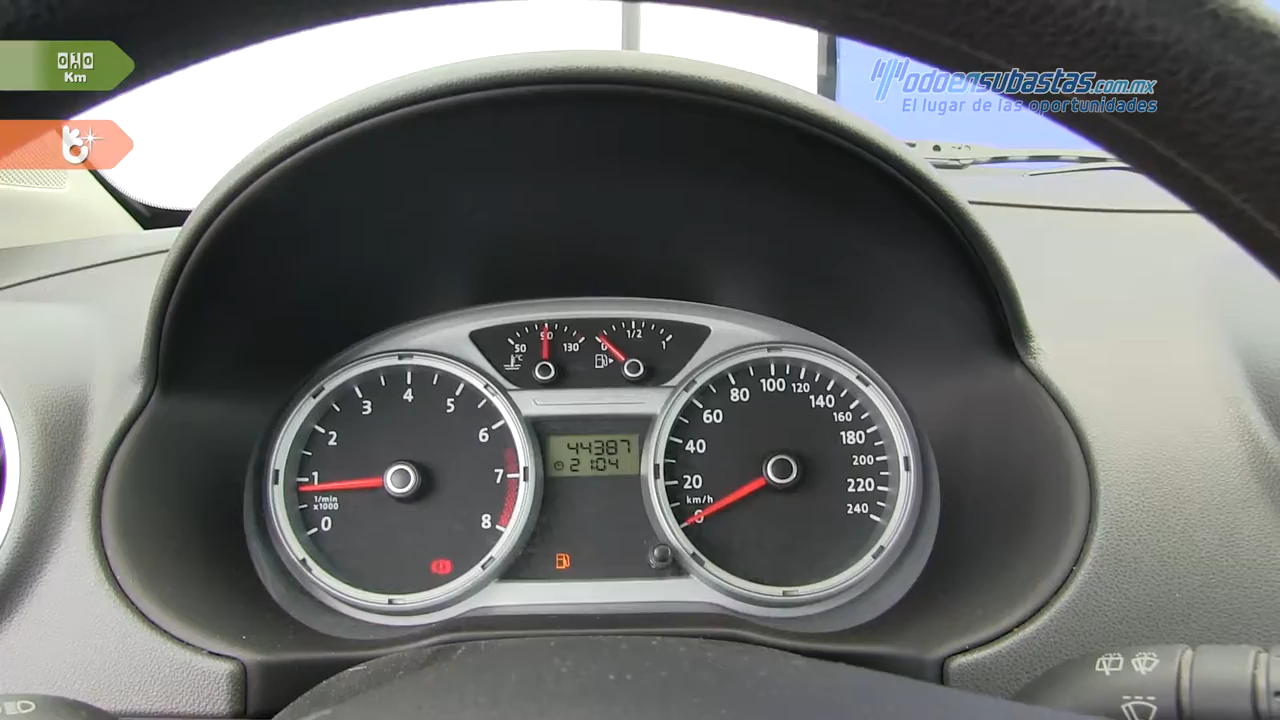 Km
Todoensubastas.com.mx
El lugar de las oportunidades
50 90 130
°C
0 1/2 1
0 1 2 3 4 5 6 7 8
1/min
x1000
44387
21:04
0 20 40 60 80 100 120 140 160 180 200 220 240
km/h